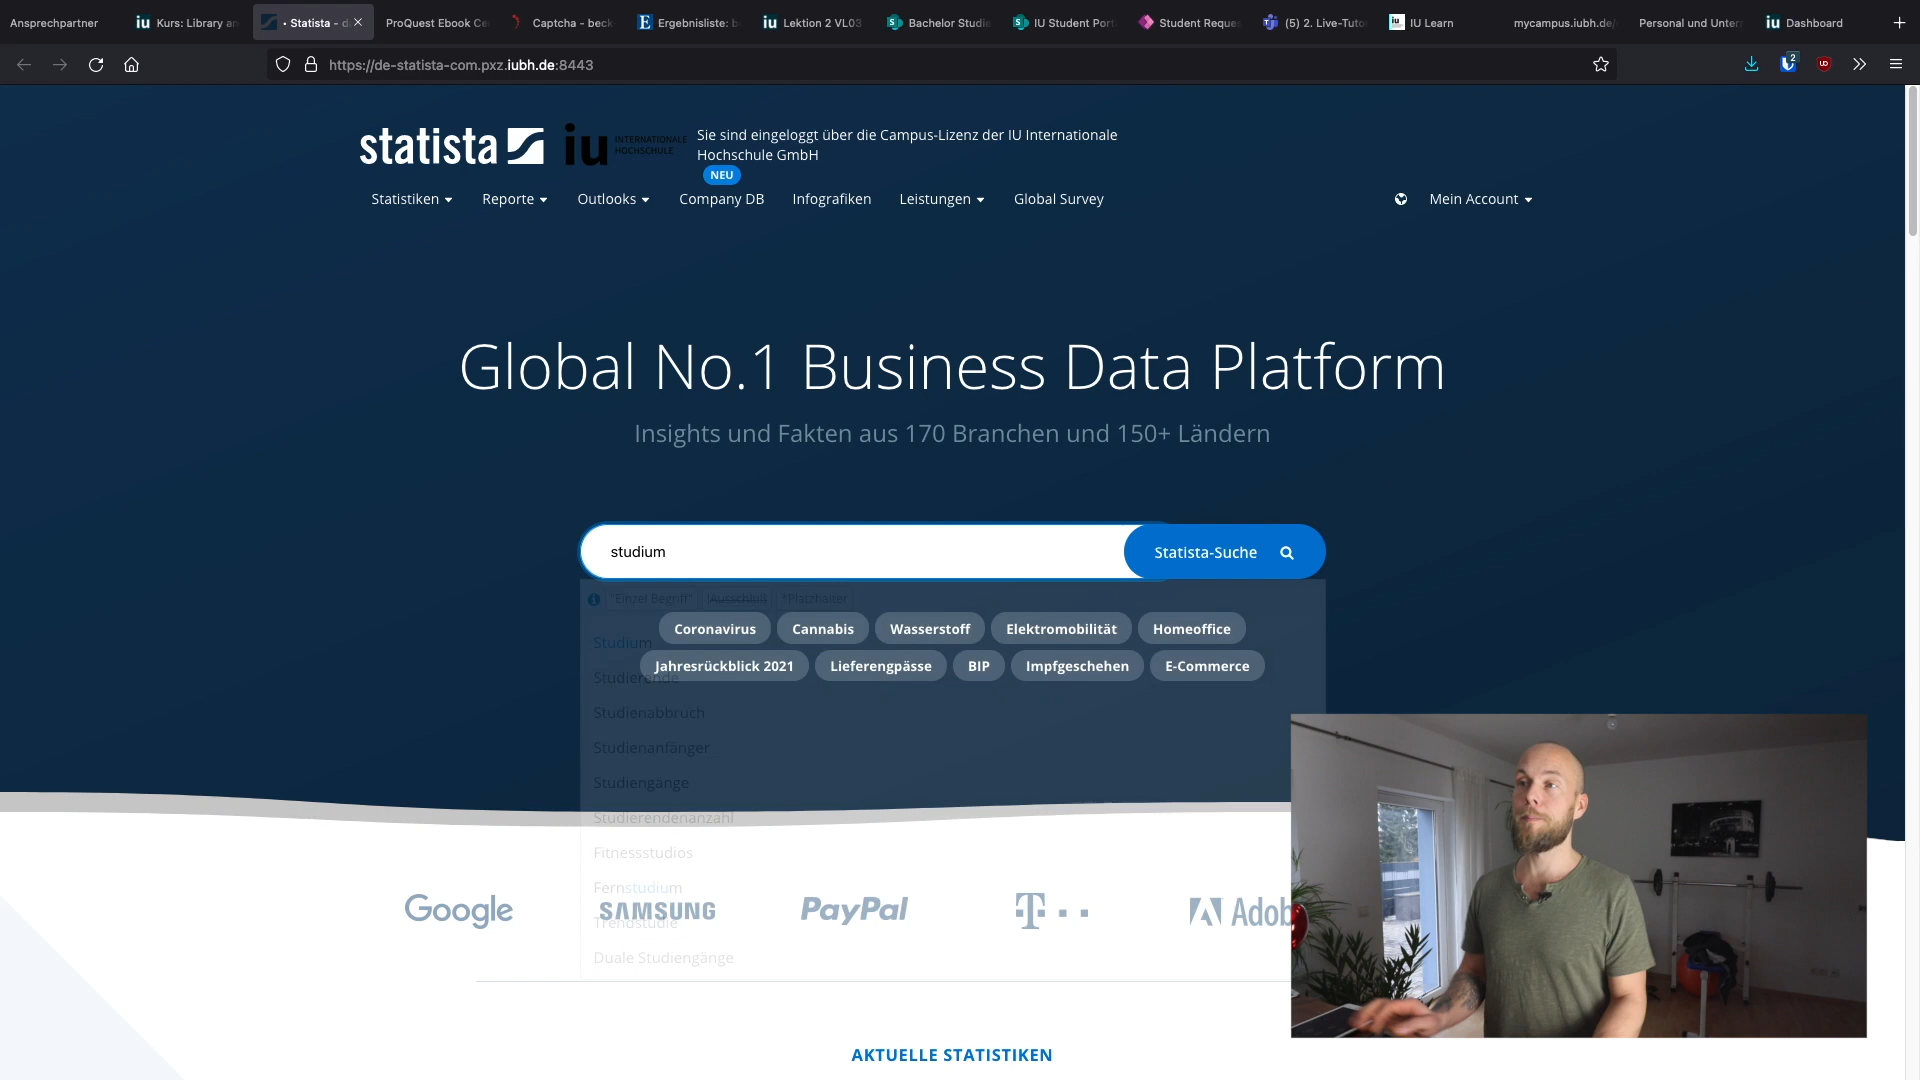 Ansprechpartner
iu Kurs: Library an
Statista - d
ProQuest Ebook Ce
Captcha - beck
Ergebnisliste: b
iu Lektion 2 VL03
Bachelor Studie
IU Student Port
Student Reques
(5) 2. Live-Tuto
IU Learn
mycampus.iubh.de/
Personal und Untern
iu Dashboard
https://de-statista-com.pxz.iubh.de:8443
2
statista
iu INTERNATIONALE
HOCHSCHULE
Sie sind eingeloggt über die Campus-Lizenz der IU Internationale
Hochschule GmbH
NEU
Statistiken
Reporte
Outlooks
Company DB
Infografiken
Leistungen
Global Survey
Mein Account
Global No.1 Business Data Platform
Insights und Fakten aus 170 Branchen und 150+ Ländern
studium
Statista-Suche
"Einzel Begriff"
!Ausschluß
*Platzhalter
Coronavirus
Cannabis
Wasserstoff
Elektromobilität
Homeoffice
Jahresrückblick 2021
Lieferengpässe
BIP
Impfgeschehen
E-Commerce
Studium
Studierende
Studienabbruch
Studienanfänger
Studiengänge
Studierendenanzahl
Fitnessstudios
Fernstudium
Trendstudie
Duale Studiengänge
Google
SAMSUNG
PayPal
T
Adob
AKTUELLE STATISTIKEN